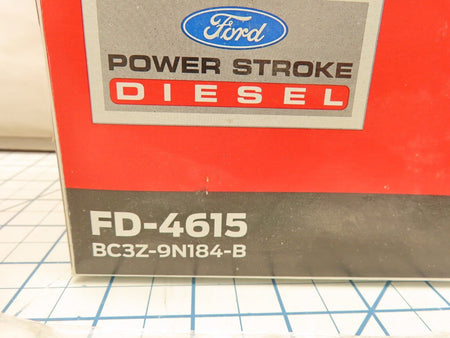 Ford
POWER STROKE
DIESEL
FD-4615
BC3Z-9N184-B